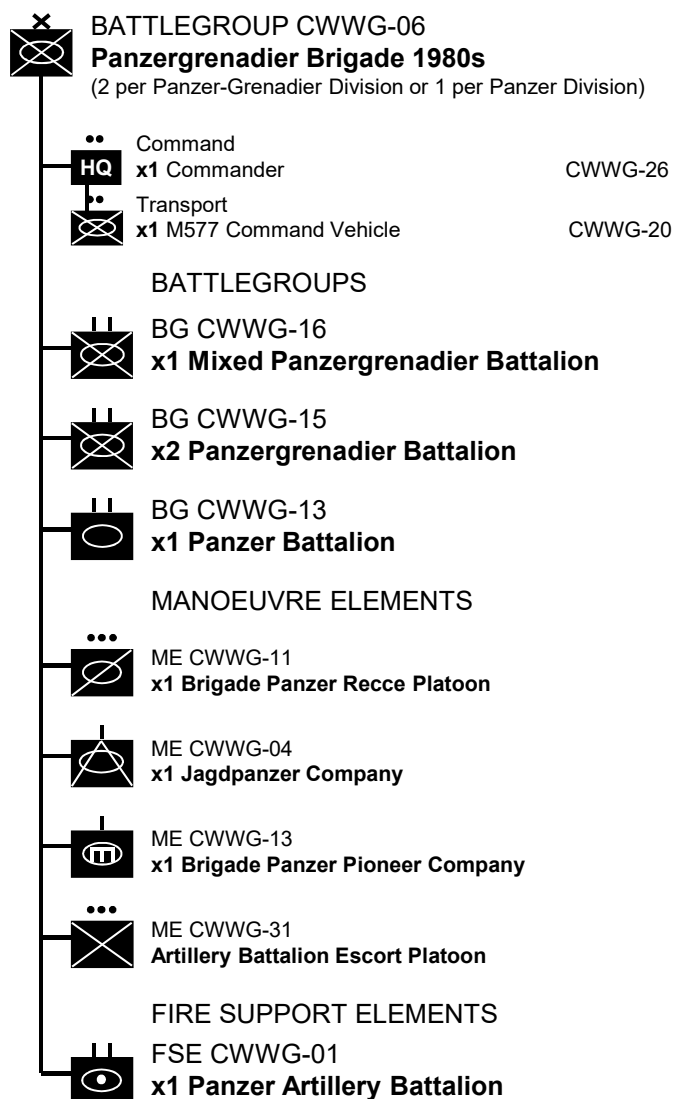 BATTLEGROUP CWWG-06
Panzergrenadier Brigade 1980s
(2 per Panzer-Grenadier Division or 1 per Panzer Division)
Command
HQ x1 Commander CWWG-26
Transport
x1 M577 Command Vehicle CWWG-20
BATTLEGROUPS
BG CWWG-16
x1 Mixed Panzergrenadier Battalion
BG CWWG-15
x2 Panzergrenadier Battalion
BG CWWG-13
x1 Panzer Battalion
MANOEUVRE ELEMENTS
ME CWWG-11
x1 Brigade Panzer Recce Platoon
ME CWWG-04
x1 Jagdpanzer Company
ME CWWG-13
x1 Brigade Panzer Pioneer Company
ME CWWG-31
Artillery Battalion Escort Platoon
FIRE SUPPORT ELEMENTS
FSE CWWG-01
x1 Panzer Artillery Battalion